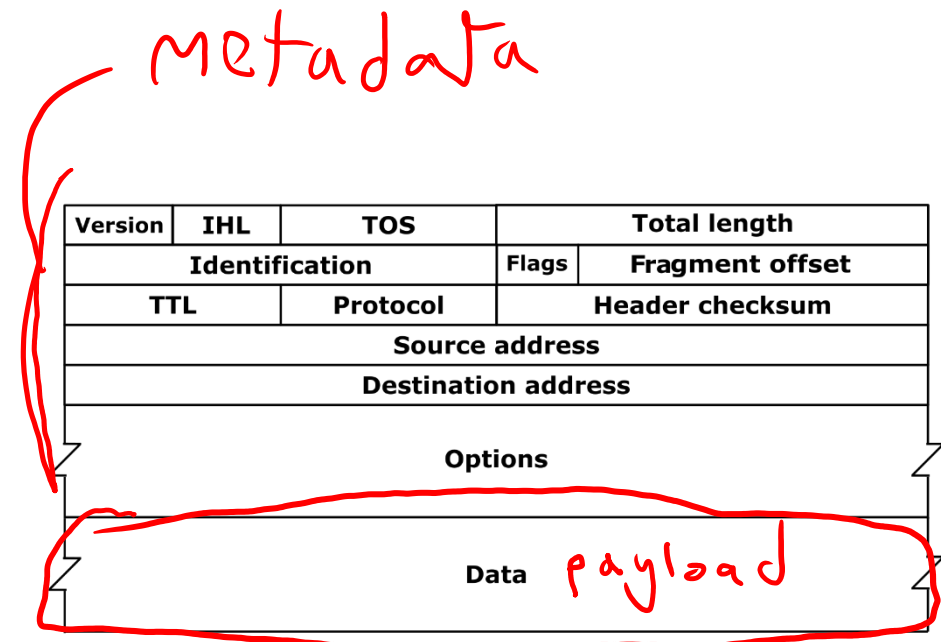 metadata
Version IHL TOS Total length
Identification Flags Fragment offset
TTL Protocol Header checksum
Source address
Destination address
Options
Data payload